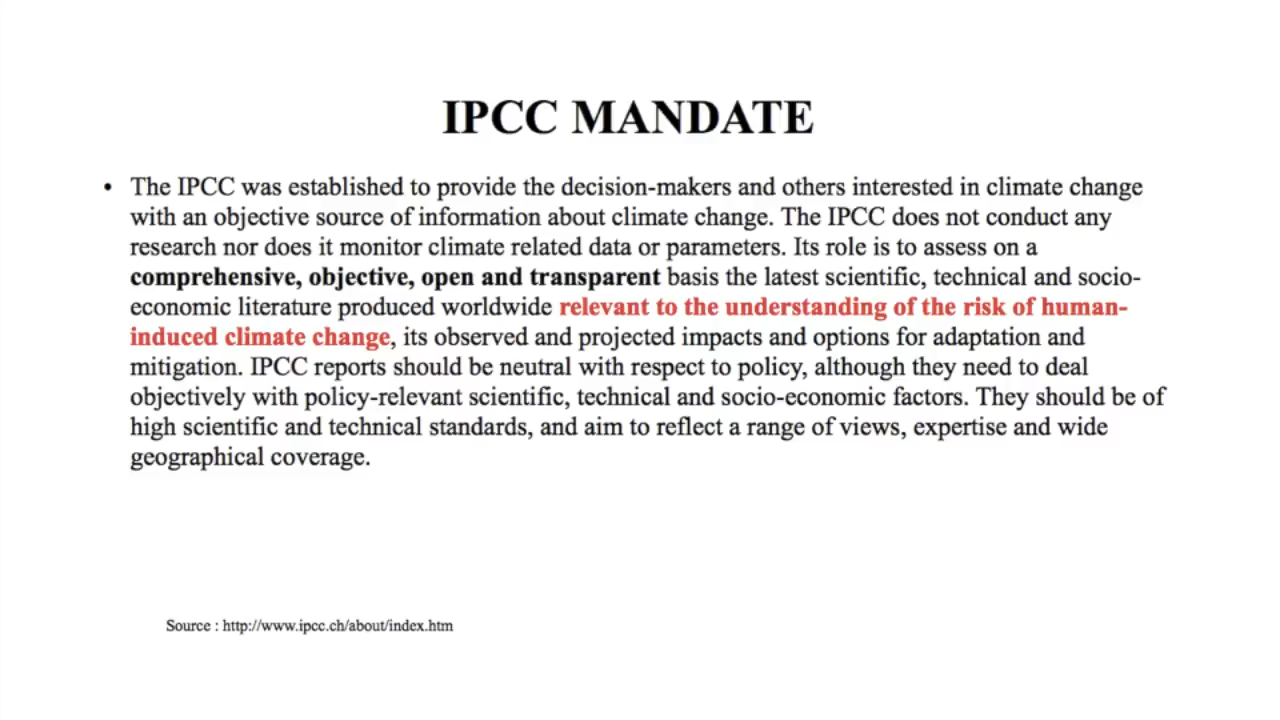 IPCC MANDATE
• The IPCC was established to provide the decision-makers and others interested in climate change
with an objective source of information about climate change. The IPCC does not conduct any
research nor does it monitor climate related data or parameters. Its role is to assess on a
comprehensive, objective, open and transparent basis the latest scientific, technical and socio-
economic literature produced worldwide relevant to the understanding of the risk of human-
induced climate change, its observed and projected impacts and options for adaptation and
mitigation. IPCC reports should be neutral with respect to policy, although they need to deal
objectively with policy-relevant scientific, technical and socio-economic factors. They should be of
high scientific and technical standards, and aim to reflect a range of views, expertise and wide
geographical coverage.
Source : http://www.ipcc.ch/about/index.htm